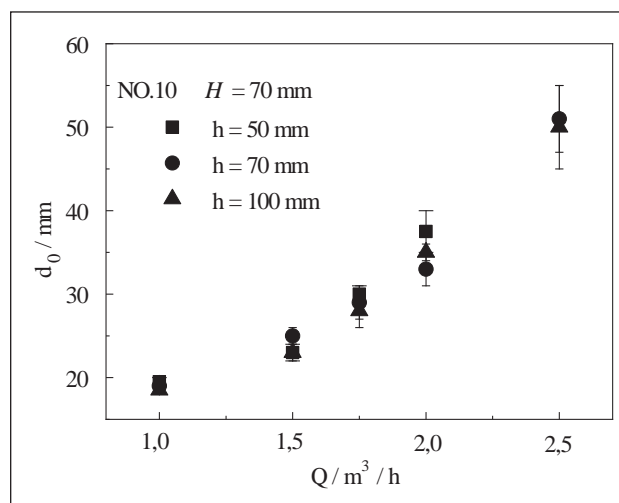 60
50
40
30
20
d₀ / mm
NO.10 H = 70 mm
h = 50 mm
h = 70 mm
h = 100 mm
1,0 1,5 2,0 2,5
Q / m³ / h